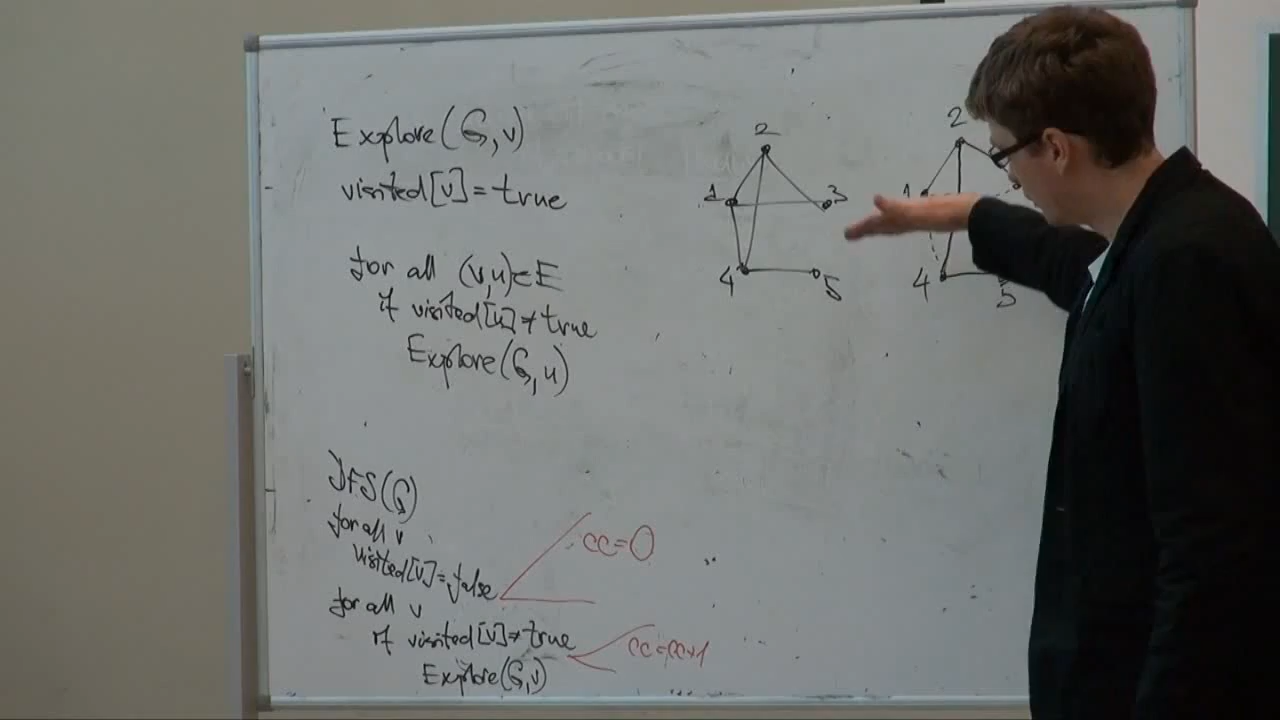 Explore(G,v)
visited[v]=true
for all (v,u)∈E
if visited[u]≠true
Explore(G,u)
DFS(G)
for all v
visited[v]=false
cc=0
for all v
if visited[v]≠true
cc=cc+1
Explore(G,v)
2
1
3
4
5
2
1
4
5